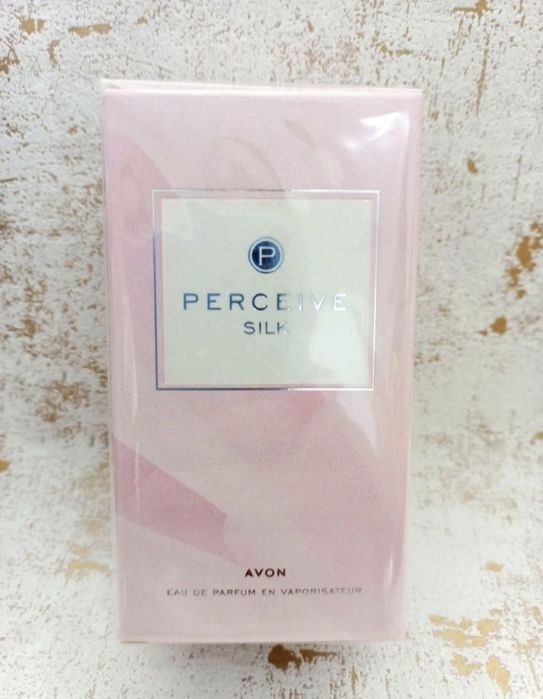 P
PERCEIVE
SILK
AVON
EAU DE PARFUM EN VAPORISATEUR